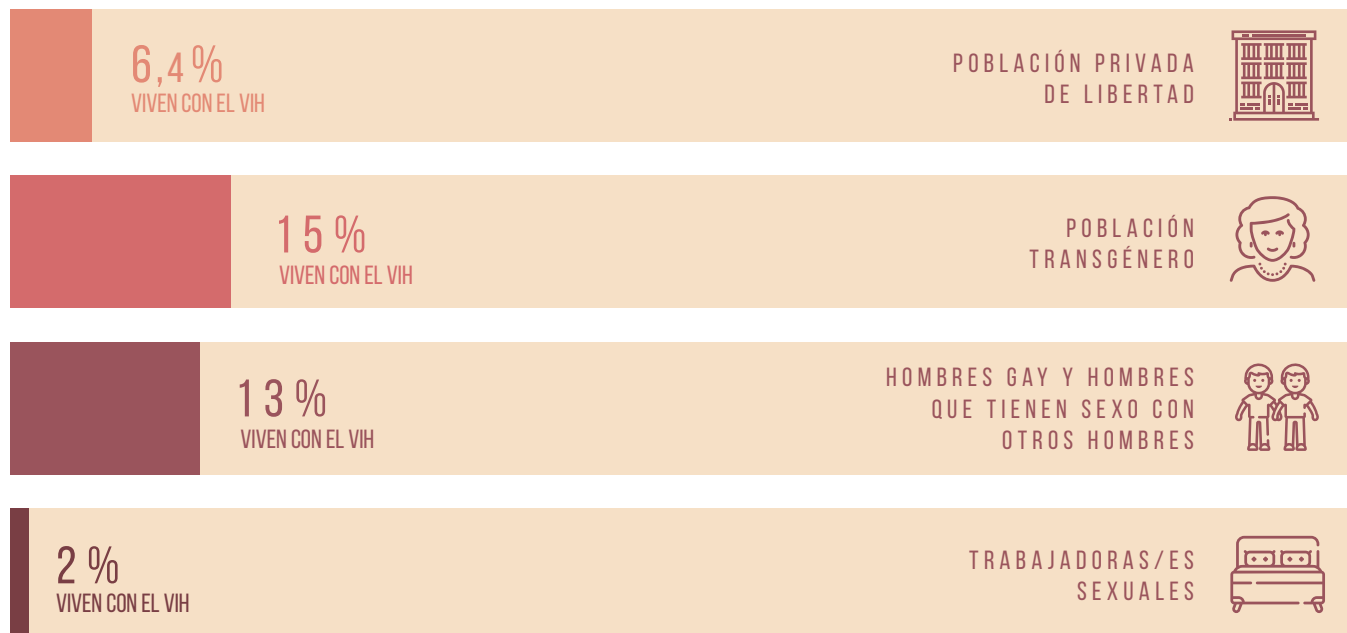 6,4 %
VIVEN CON EL VIH
POBLACIÓN PRIVADA
DE LIBERTAD
15 %
VIVEN CON EL VIH
POBLACIÓN
TRANSGÉNERO
13 %
VIVEN CON EL VIH
HOMBRES GAY Y HOMBRES
QUE TIENEN SEXO CON
OTROS HOMBRES
2 %
VIVEN CON EL VIH
TRABAJADORAS/ES
SEXUALES